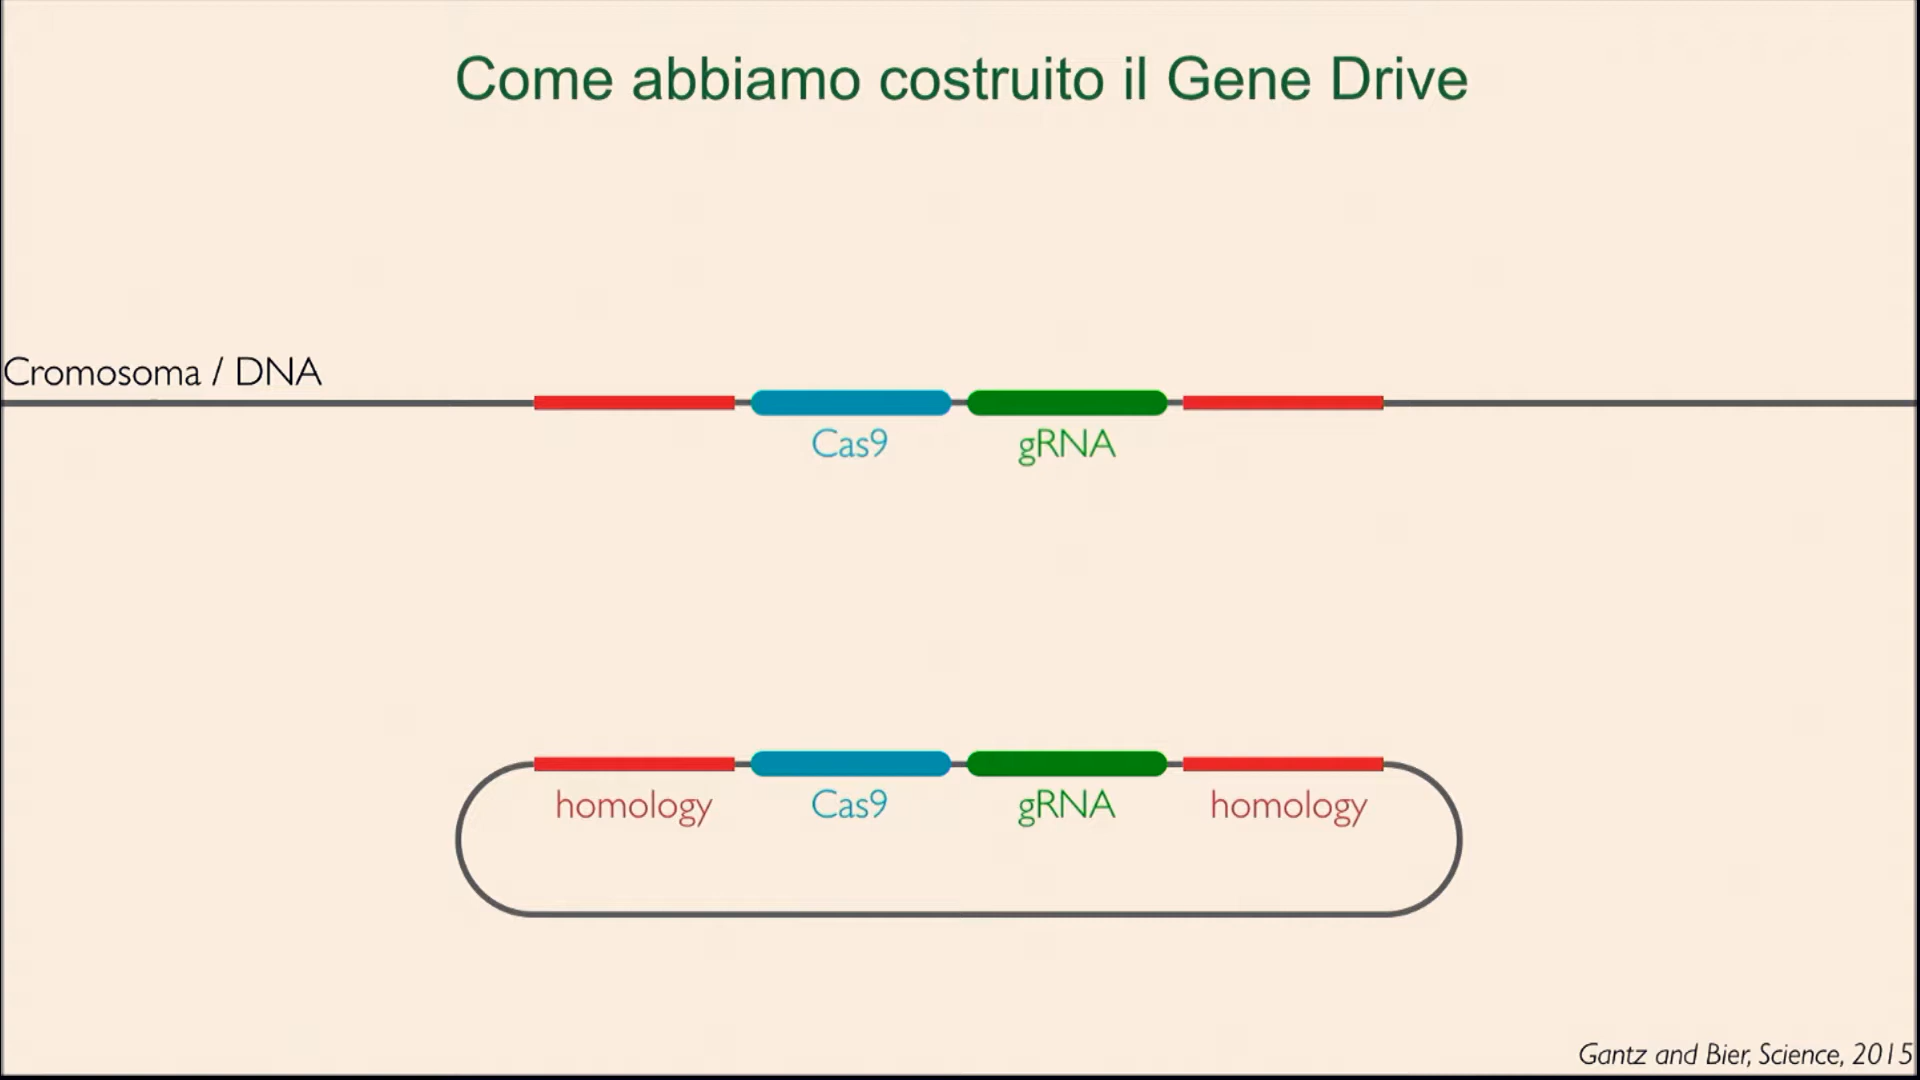 Come abbiamo costruito il Gene Drive
Cromosoma / DNA
Cas9 gRNA
homology Cas9 gRNA homology
Gantz and Bier, Science, 2015